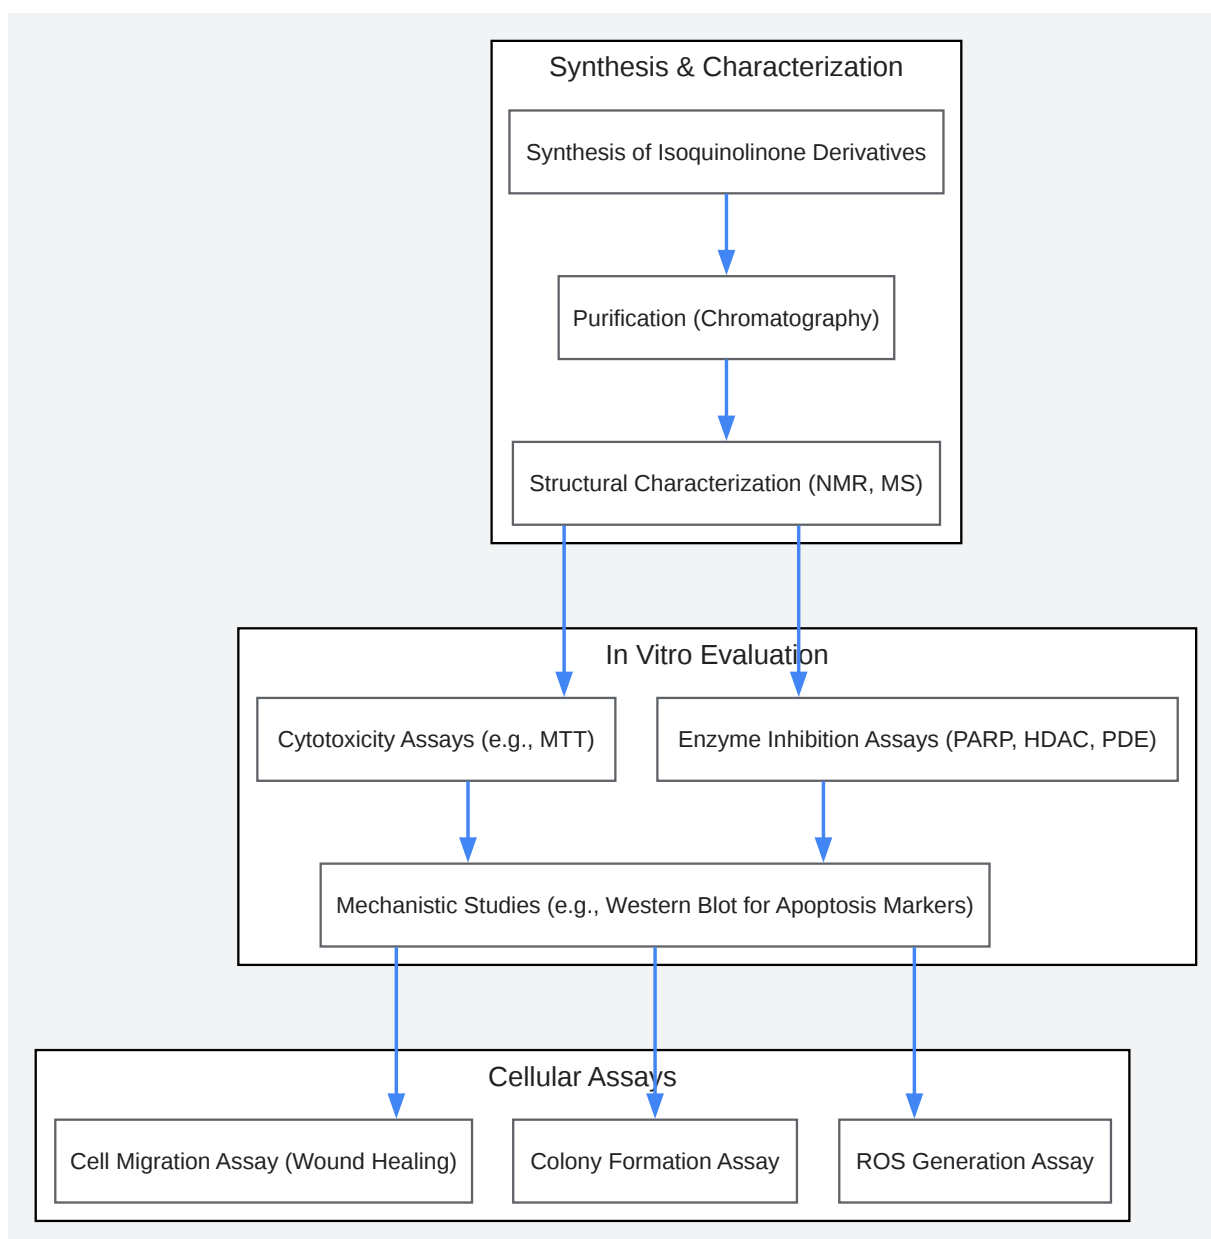 Synthesis & Characterization
Synthesis of Isoquinolinone Derivatives
Purification (Chromatography)
Structural Characterization (NMR, MS)
In Vitro Evaluation
Cytotoxicity Assays (e.g., MTT)
Enzyme Inhibition Assays (PARP, HDAC, PDE)
Mechanistic Studies (e.g., Western Blot for Apoptosis Markers)
Cellular Assays
Cell Migration Assay (Wound Healing)
Colony Formation Assay
ROS Generation Assay